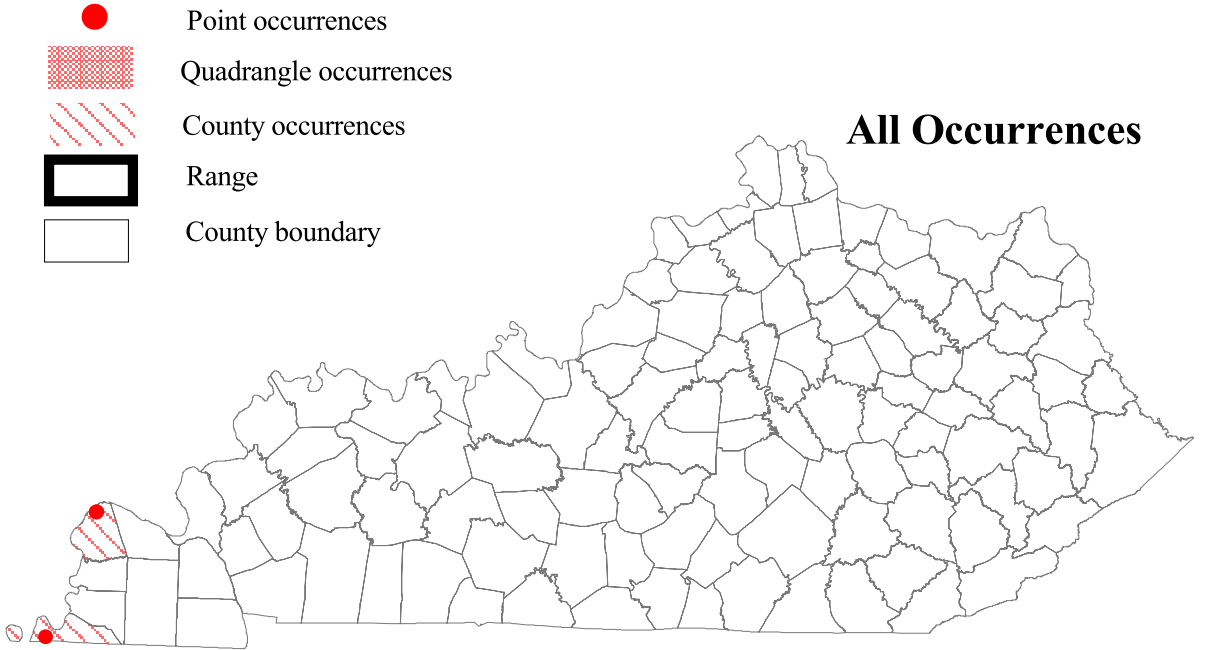 Point occurrences
Quadrangle occurrences
County occurrences
Range
County boundary
All Occurrences